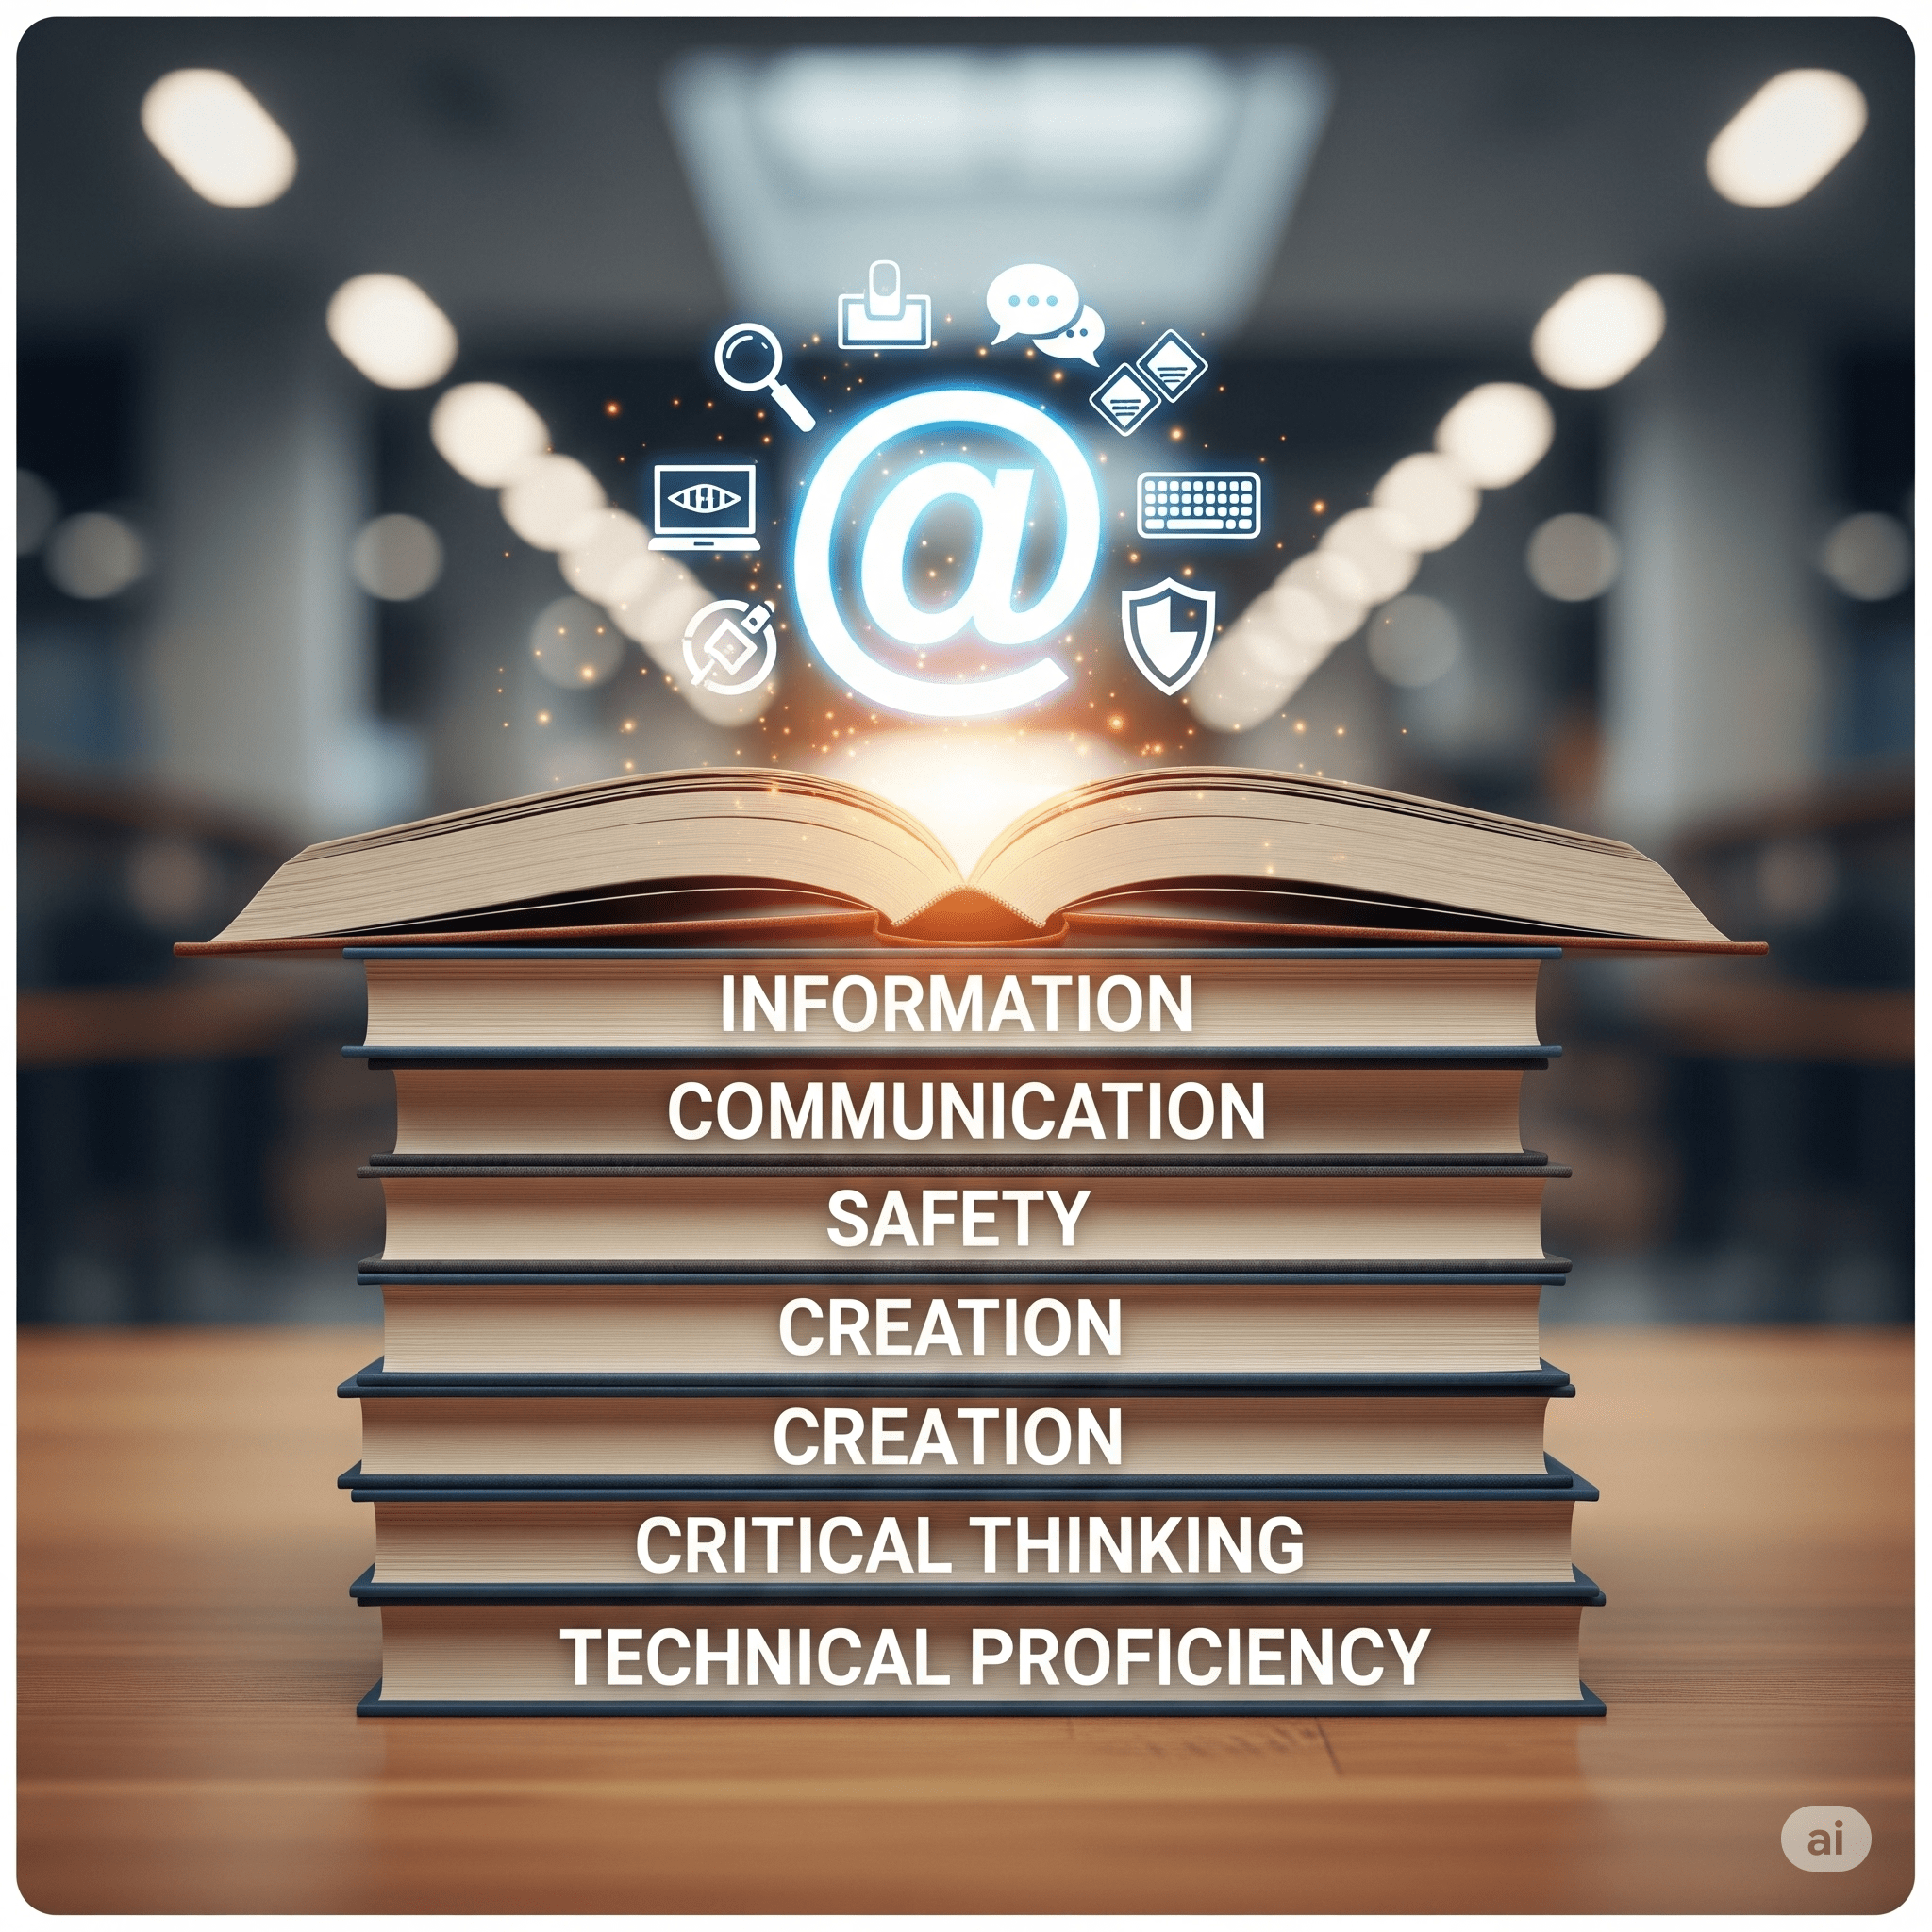 @
INFORMATION
COMMUNICATION
SAFETY
CREATION
CREATION
CRITICAL THINKING
TECHNICAL PROFICIENCY
ai